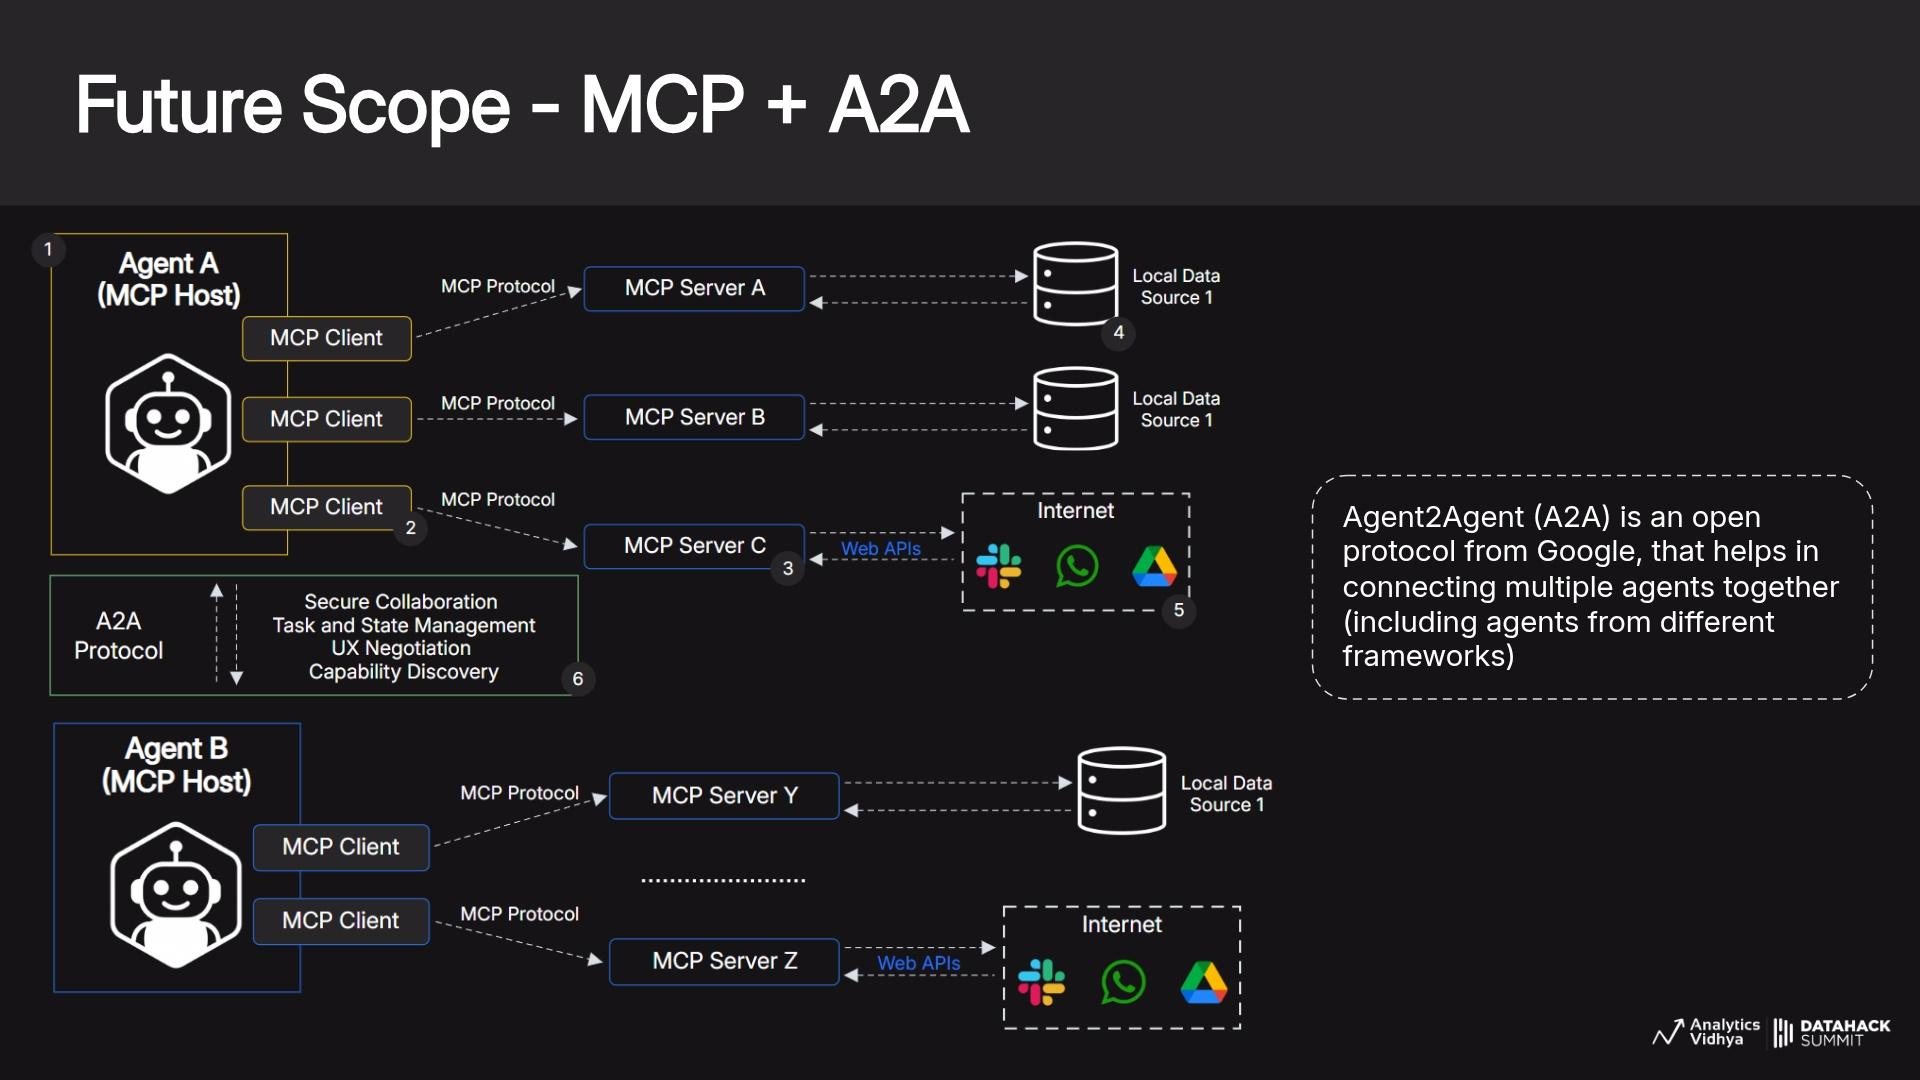 Future Scope - MCP + A2A
1
Agent A
(MCP Host)
MCP Client
MCP Protocol
MCP Server A
Local Data
Source 1
4
MCP Client
MCP Protocol
MCP Server B
Local Data
Source 1
MCP Client
2
MCP Protocol
MCP Server C
3
Web APIs
Internet
5
A2A
Protocol
Secure Collaboration
Task and State Management
UX Negotiation
Capability Discovery
6
Agent2Agent (A2A) is an open
protocol from Google, that helps in
connecting multiple agents together
(including agents from different
frameworks)
Agent B
(MCP Host)
MCP Client
MCP Protocol
MCP Server Y
Local Data
Source 1
MCP Client
MCP Protocol
MCP Server Z
Web APIs
Internet
Analytics
Vidhya
DATAHACK
SUMMIT